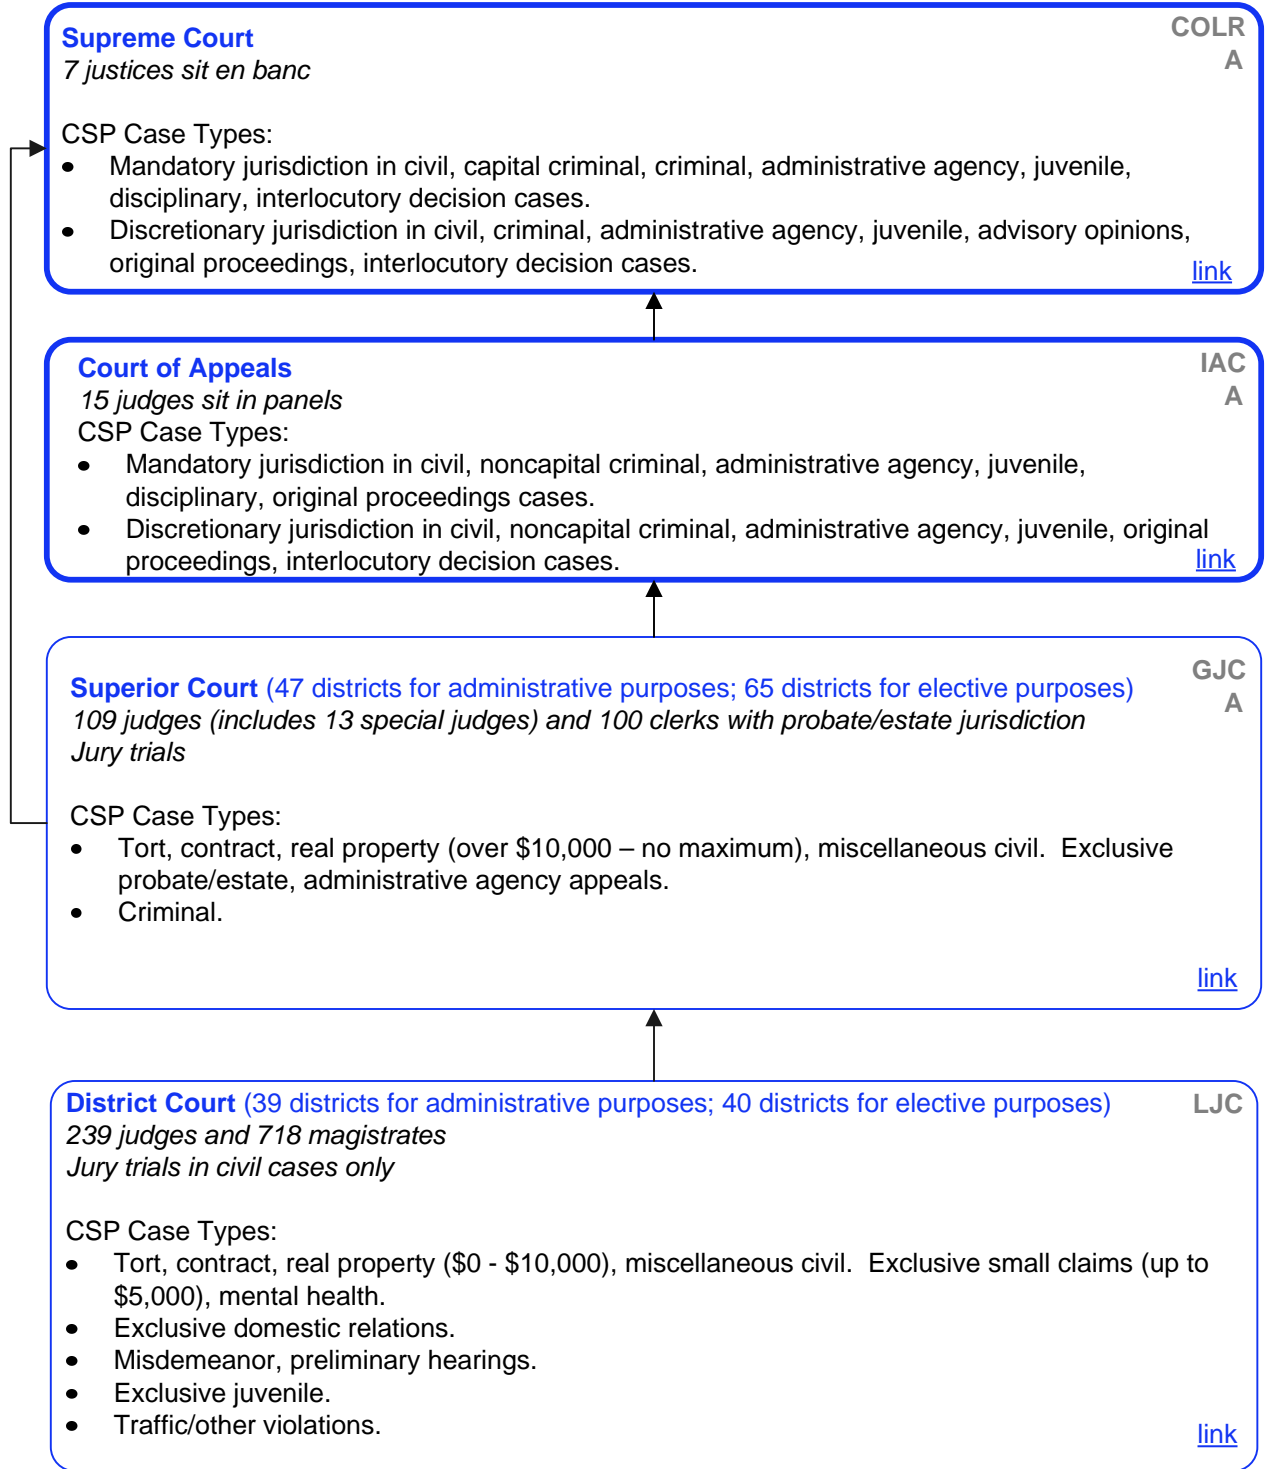 Supreme Court
COLR
7 justices sit en banc
A
CSP Case Types:
• Mandatory jurisdiction in civil, capital criminal, criminal, administrative agency, juvenile,
disciplinary, interlocutory decision cases.
• Discretionary jurisdiction in civil, criminal, administrative agency, juvenile, advisory opinions,
original proceedings, interlocutory decision cases.
link
Court of Appeals
IAC
15 judges sit in panels
A
CSP Case Types:
• Mandatory jurisdiction in civil, noncapital criminal, administrative agency, juvenile,
disciplinary, original proceedings cases.
• Discretionary jurisdiction in civil, noncapital criminal, administrative agency, juvenile, original
proceedings, interlocutory decision cases.
link
Superior Court (47 districts for administrative purposes; 65 districts for elective purposes)
GJC
109 judges (includes 13 special judges) and 100 clerks with probate/estate jurisdiction
A
Jury trials
CSP Case Types:
• Tort, contract, real property (over $10,000 – no maximum), miscellaneous civil.  Exclusive
probate/estate, administrative agency appeals.
• Criminal.
link
District Court (39 districts for administrative purposes; 40 districts for elective purposes)
LJC
239 judges and 718 magistrates
Jury trials in civil cases only
CSP Case Types:
• Tort, contract, real property ($0 - $10,000), miscellaneous civil.  Exclusive small claims (up to
$5,000), mental health.
• Exclusive domestic relations.
• Misdemeanor, preliminary hearings.
• Exclusive juvenile.
• Traffic/other violations.
link